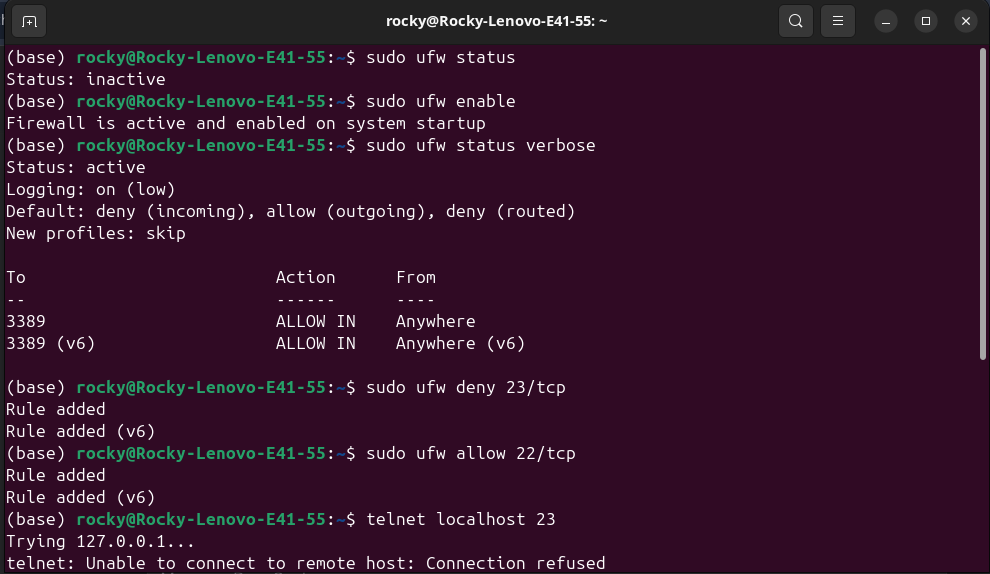 rocky@Rocky-Lenovo-E41-55: ~
(base) rocky@Rocky-Lenovo-E41-55:~$ sudo ufw status
Status: inactive
(base) rocky@Rocky-Lenovo-E41-55:~$ sudo ufw enable
Firewall is active and enabled on system startup
(base) rocky@Rocky-Lenovo-E41-55:~$ sudo ufw status verbose
Status: active
Logging: on (low)
Default: deny (incoming), allow (outgoing), deny (routed)
New profiles: skip
To                         Action      From
--                         ------      ----
3389                       ALLOW IN    Anywhere
3389 (v6)                  ALLOW IN    Anywhere (v6)
(base) rocky@Rocky-Lenovo-E41-55:~$ sudo ufw deny 23/tcp
Rule added
Rule added (v6)
(base) rocky@Rocky-Lenovo-E41-55:~$ sudo ufw allow 22/tcp
Rule added
Rule added (v6)
(base) rocky@Rocky-Lenovo-E41-55:~$ telnet localhost 23
Trying 127.0.0.1...
telnet: Unable to connect to remote host: Connection refused